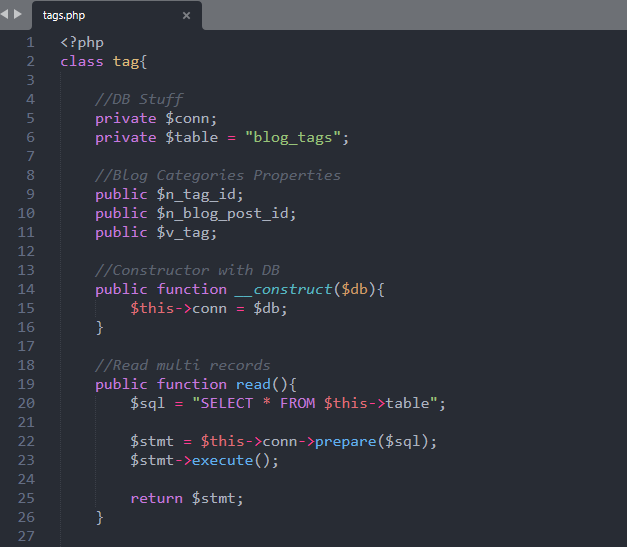 tags.php ×
1 <?php
2 class tag{
3
4 //DB Stuff
5 private $conn;
6 private $table = "blog_tags";
7
8 //Blog Categories Properties
9 public $n_tag_id;
10 public $n_blog_post_id;
11 public $v_tag;
12
13 //Constructor with DB
14 public function __construct($db){
15 $this->conn = $db;
16 }
17
18 //Read multi records
19 public function read(){
20 $sql = "SELECT * FROM $this->table";
21
22 $stmt = $this->conn->prepare($sql);
23 $stmt->execute();
24
25 return $stmt;
26 }
27